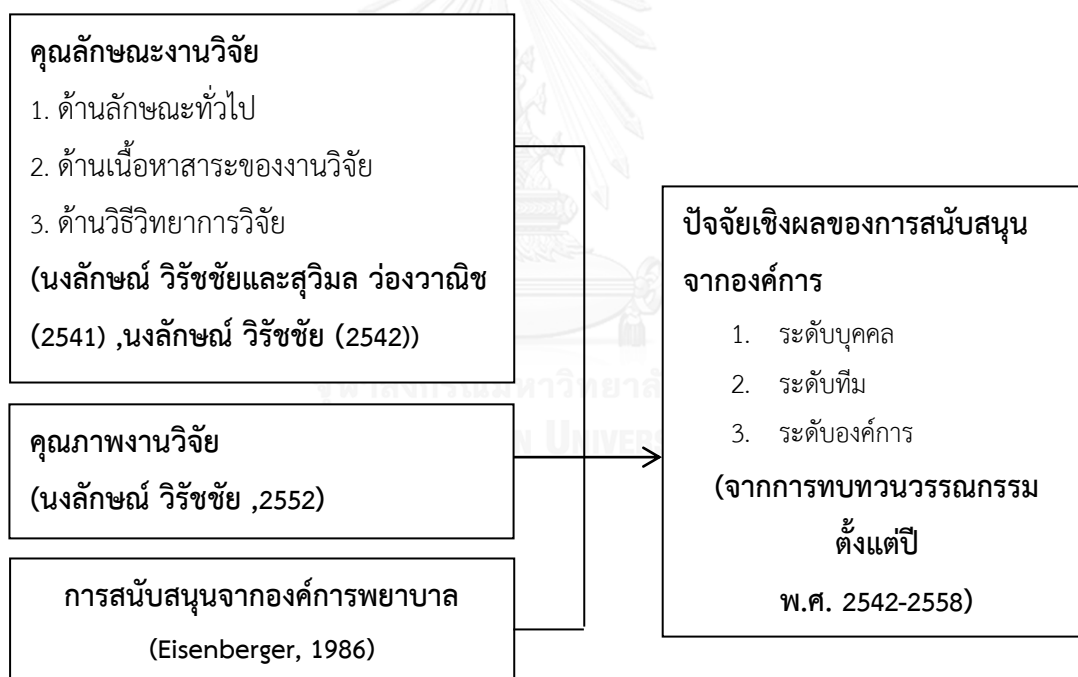 คุณลักษณะงานวิจัย
1. ด้านลักษณะทั่วไป
2. ด้านเนื้อหาสาระของงานวิจัย
3. ด้านวิธีวิทยาการวิจัย
(นงลักษณ์ วิรัชชัยและสุวิมล ว่องวาณิช
(2541) ,นงลักษณ์ วิรัชชัย (2542))
คุณภาพงานวิจัย
(นงลักษณ์ วิรัชชัย ,2552)
การสนับสนุนจากองค์การพยาบาล
(Eisenberger, 1986)
ปัจจัยเชิงผลของการสนับสนุน
จากองค์การ
1. ระดับบุคคล
2. ระดับทีม
3. ระดับองค์การ
(จากการทบทวนวรรณกรรม
ตั้งแต่ปี
พ.ศ. 2542-2558)